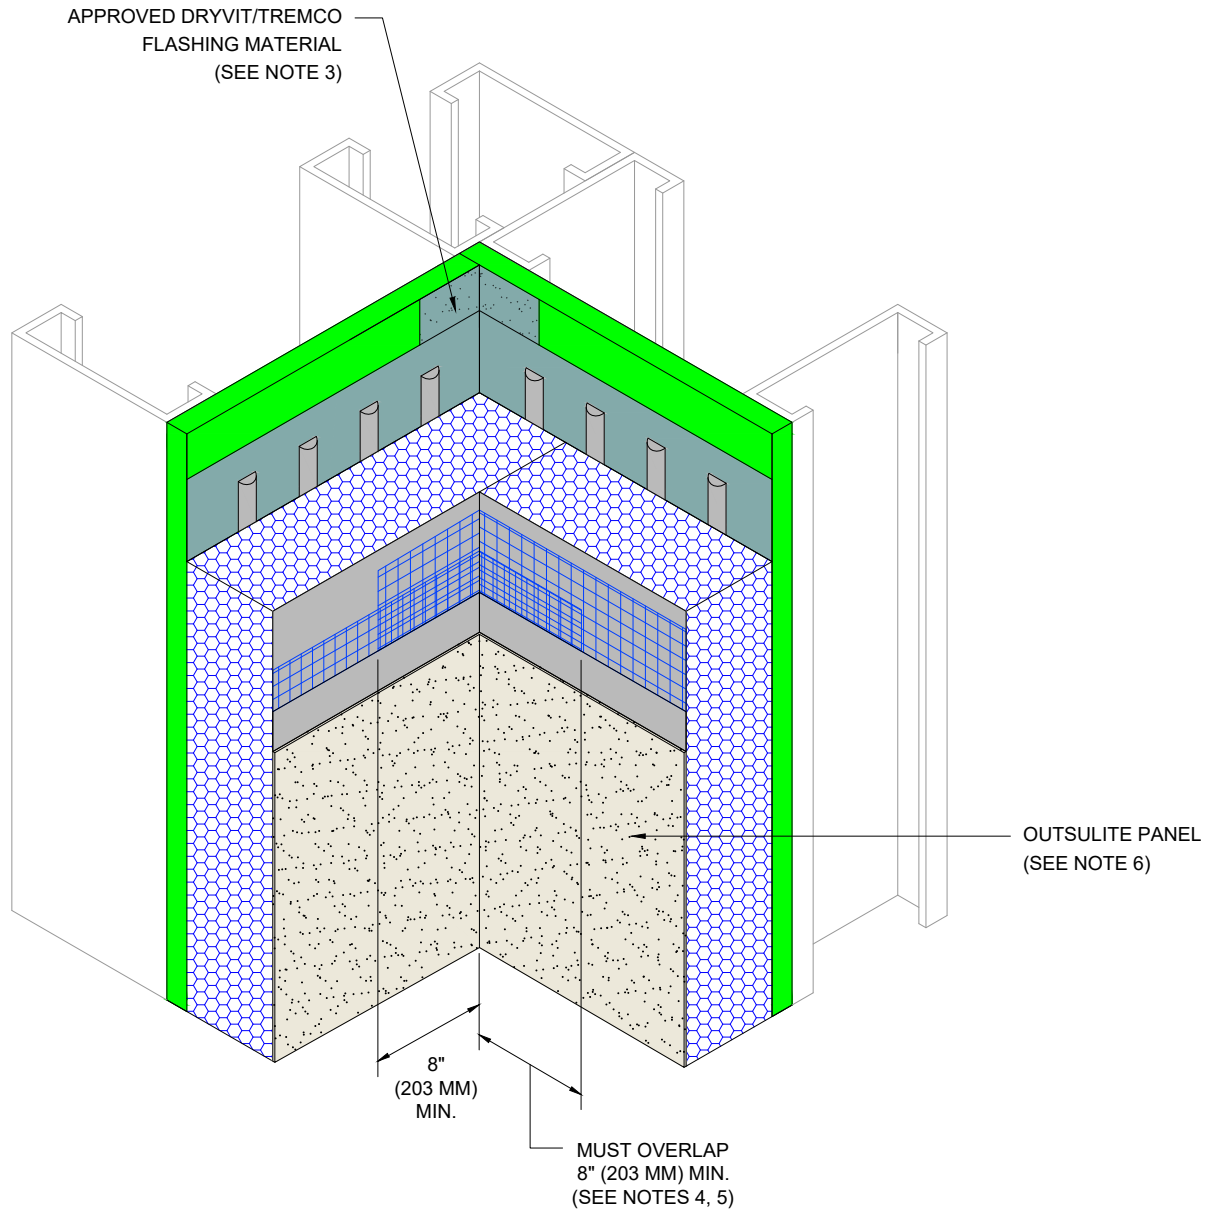 APPROVED DRYVIT/TREMCO
FLASHING MATERIAL
(SEE NOTE 3)
OUTSULITE PANEL
(SEE NOTE 6)
8"
(203 MM)
MIN.
MUST OVERLAP
8" (203 MM) MIN.
(SEE NOTES 4, 5)